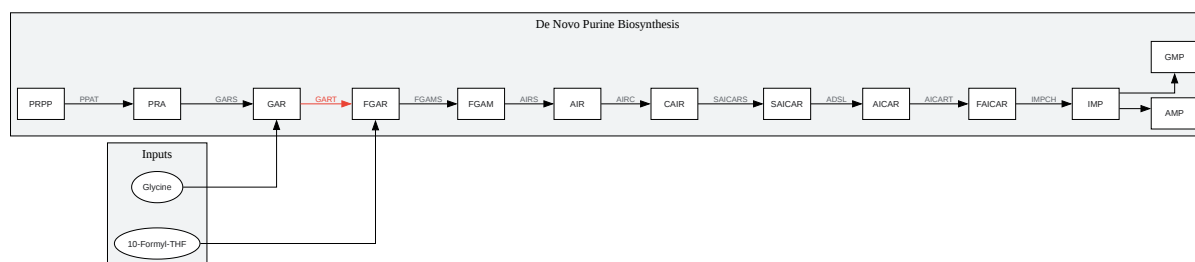 De Novo Purine Biosynthesis
GMP
PRPP PPAT PRA GARS GAR GART FGAR FGAMS FGAM AIRS AIR AIRC CAIR SAICARS SAICAR ADSL AICAR AICART FAICAR IMPCH IMP
AMP
Inputs
Glycine
10-Formyl-THF